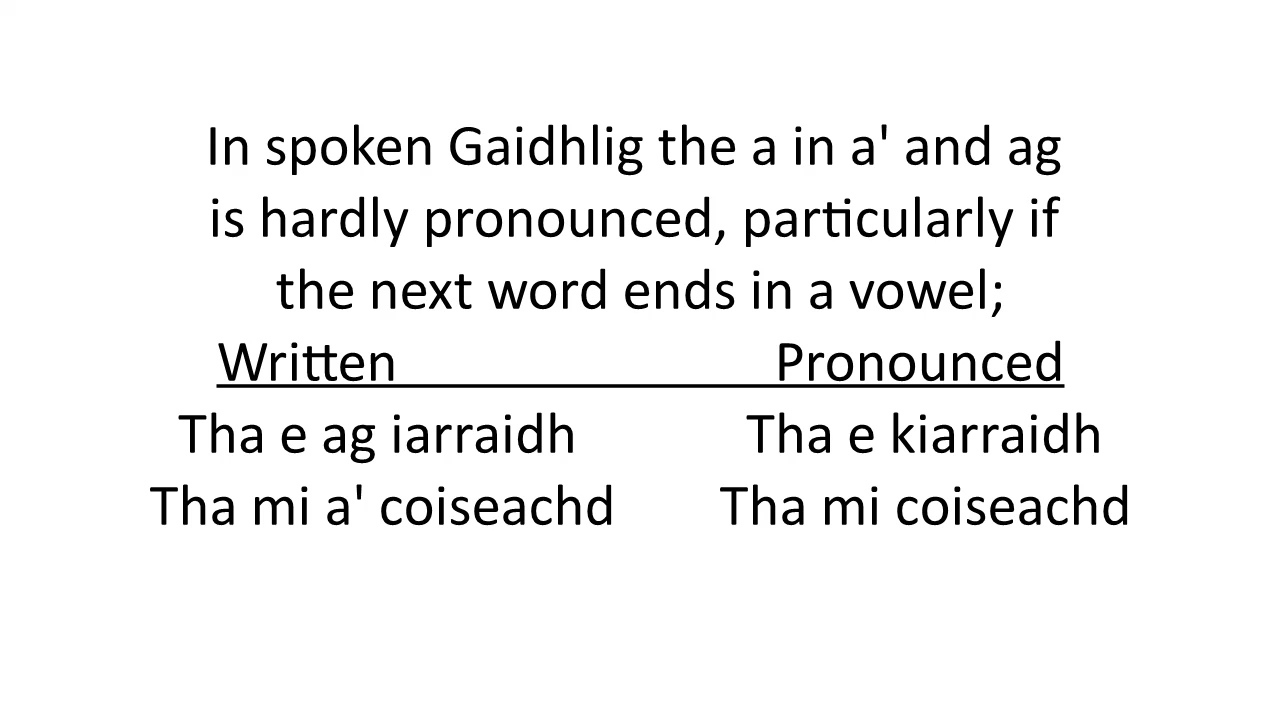 In spoken Gaidhlig the a in a' and ag
is hardly pronounced, particularly if
the next word ends in a vowel;
Written Pronounced
Tha e ag iarraidh Tha e kiarraidh
Tha mi a' coiseachd Tha mi coiseachd